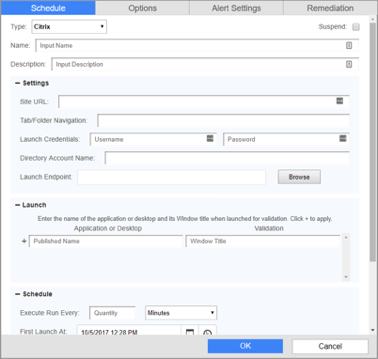 Schedule Options Alert Settings Remediation
Type: Citrix Suspend:
Name: Input Name
Description: Input Description
− Settings
Site URL:
Tab/Folder Navigation:
Launch Credentials: Username Password
Directory Account Name:
Launch Endpoint: Browse
− Launch
Enter the name of the application or desktop and its Window title when launched for validation. Click + to apply.
Application or Desktop Validation
+ Published Name Window Title
− Schedule
Execute Run Every: Quantity Minutes
First Launch At: 10/5/2017 12:28 PM
OK Cancel